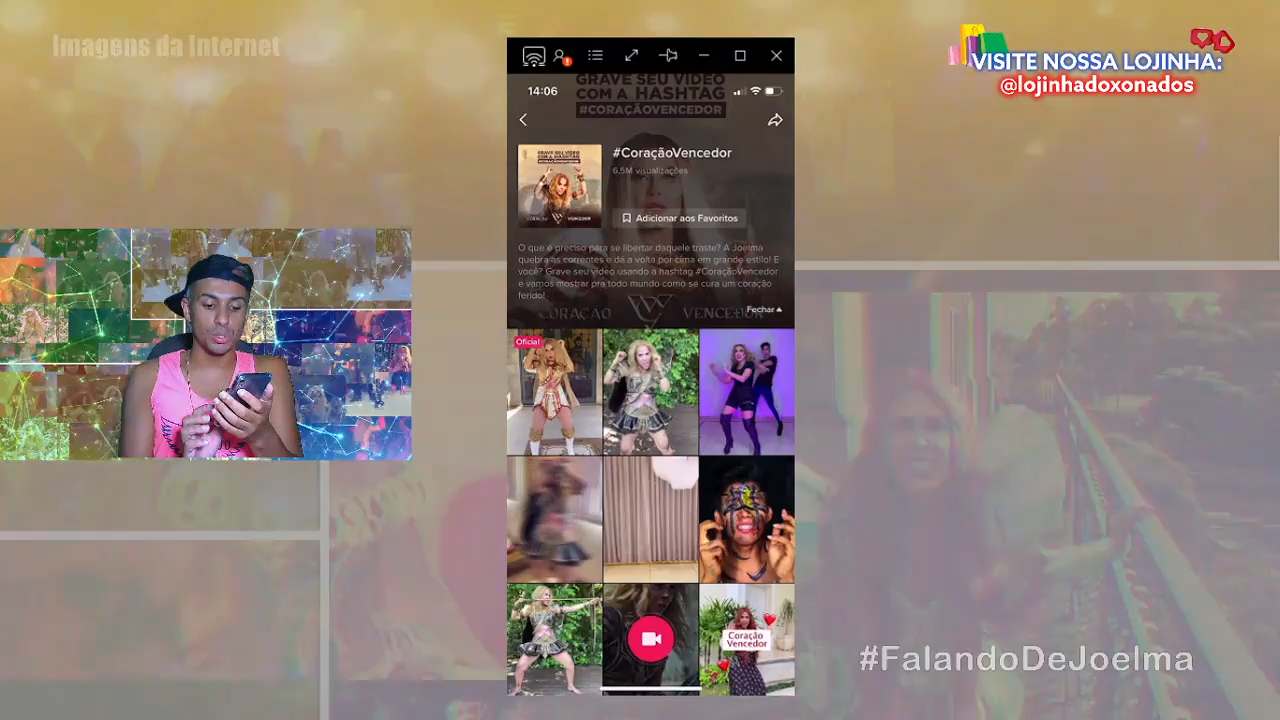 Imagens da Internet
VISITE NOSSA LOJINHA:
@lojinhadoxonados
GRAVE SEU VÍDEO
COM A HASHTAG
#CORAÇÃOVENCEDOR
14:06
#CoraçãoVencedor
6,5M visualizações
Adicionar aos Favoritos
O que é preciso para se libertar daquele traste? A Joelma
quebra as correntes e dá a volta por cima em grande estilo! E
você? Grave seu vídeo usando a hashtag #CoraçãoVencedor
e vamos mostrar pra todo mundo como se cura um coração
ferido!
Fechar
CORAÇÃO VENCEDOR
Oficial
Coração
Vencedor
#FalandoDeJoelma